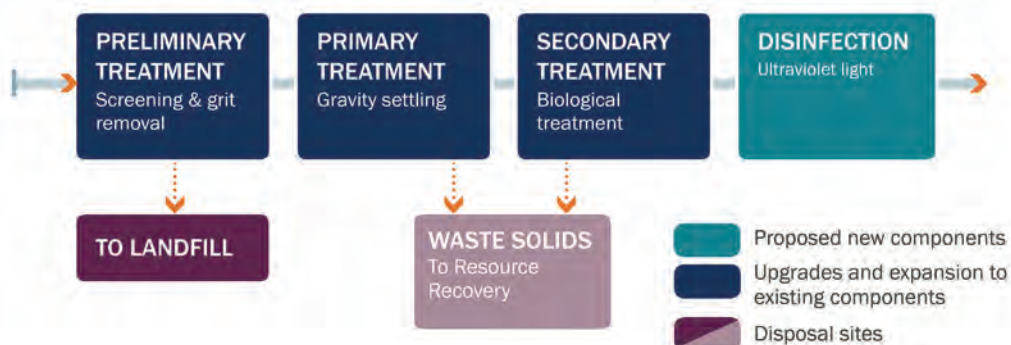 PRELIMINARY
TREATMENT
Screening & grit
removal
PRIMARY
TREATMENT
Gravity settling
SECONDARY
TREATMENT
Biological
treatment
DISINFECTION
Ultraviolet light
TO LANDFILL
WASTE SOLIDS
To Resource
Recovery
Proposed new components
Upgrades and expansion to
existing components
Disposal sites